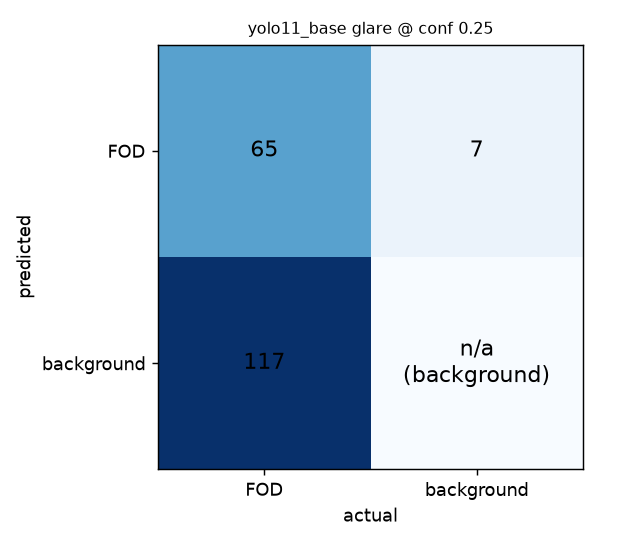 yolo11_base glare @ conf 0.25
predicted
FOD
65
7
background
117
n/a
(background)
FOD
background
actual